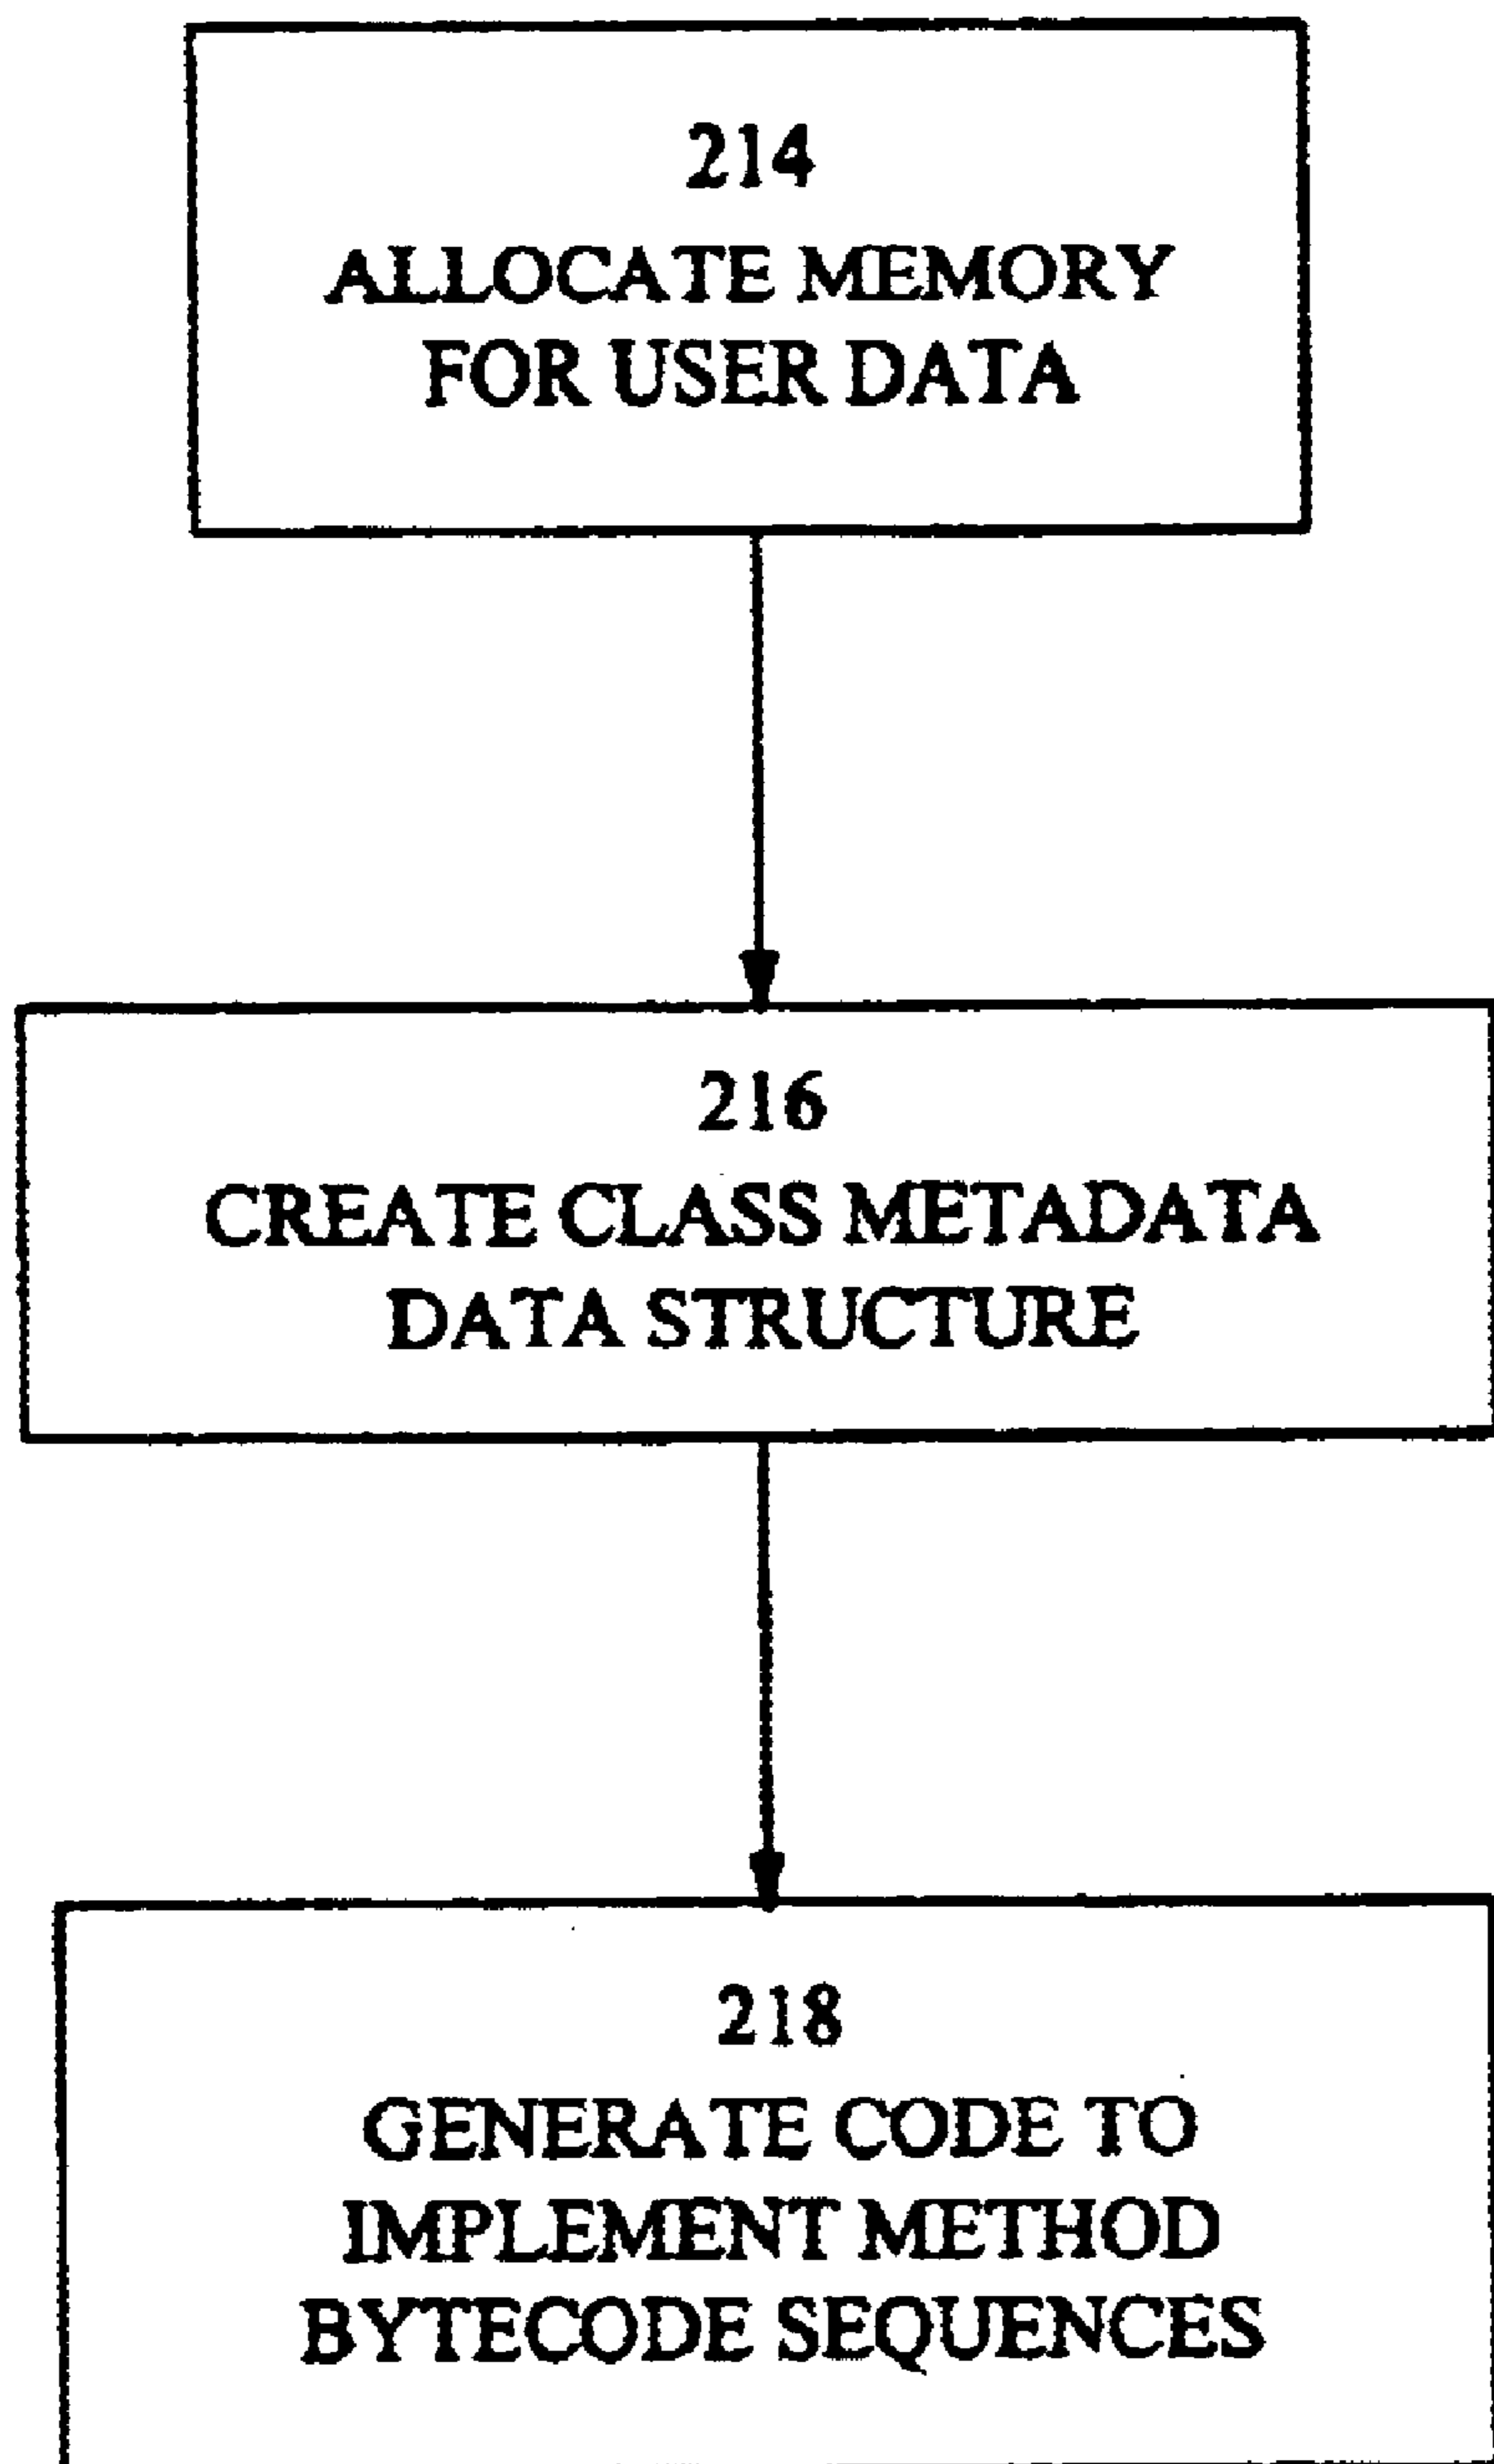 214
ALLOCATE MEMORY
FOR USER DATA
216
CREATE CLASS METADATA
DATA STRUCTURE
218
GENERATE CODE TO
IMPLEMENT METHOD
BYTECODE SEQUENCES